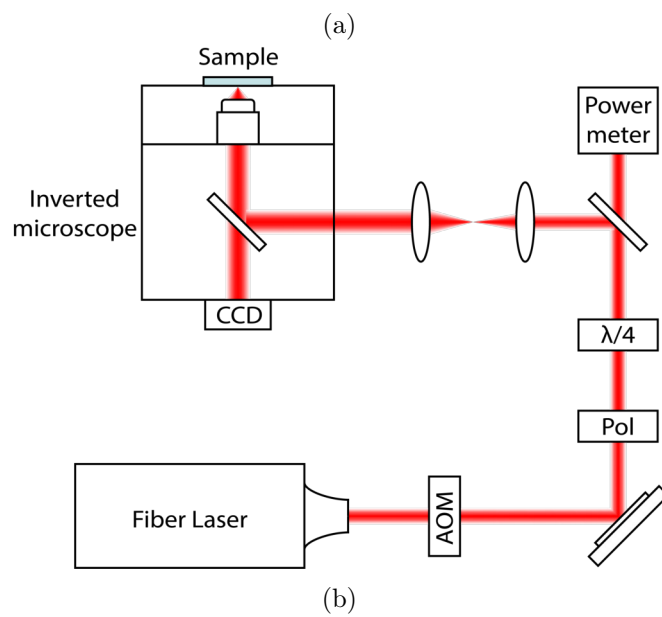 (a)
Sample
Power
meter
Inverted
microscope
CCD
λ/4
Pol
Fiber Laser
AOM
(b)